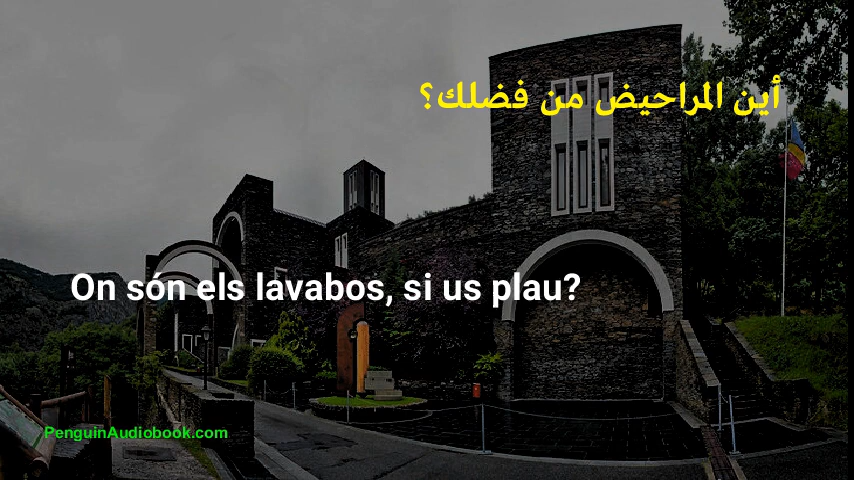 أين المراحيض من فضلك؟
On són els lavabos, si us plau?
PenguinAudiobook.com